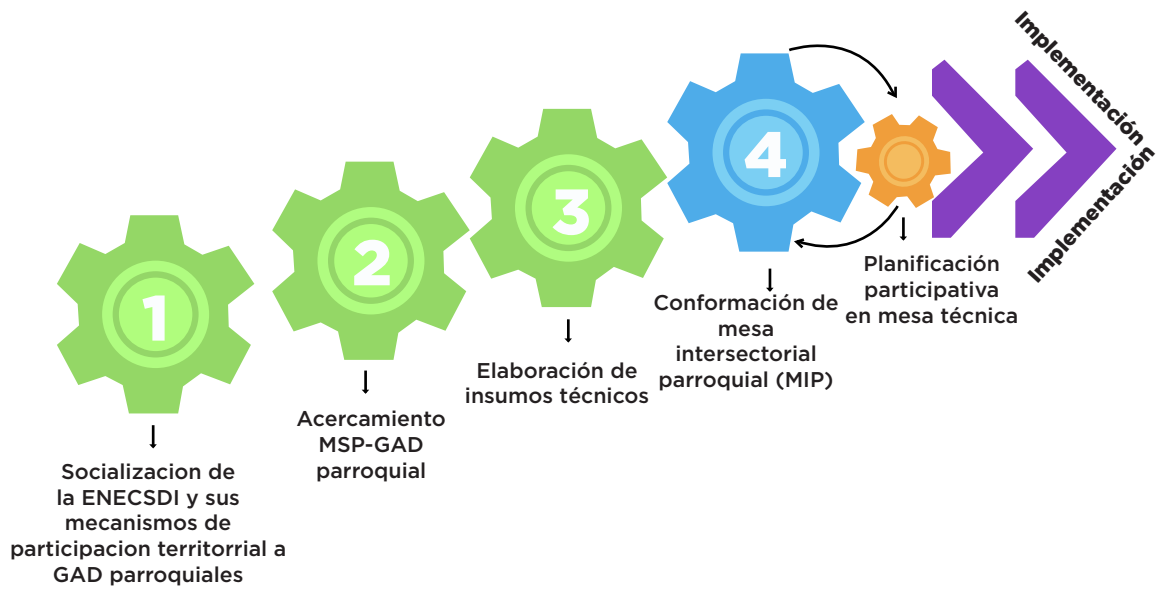 1
Socializacion de
la ENECSDI y sus
mecanismos de
participacion territorrial a
GAD parroquiales
2
Acercamiento
MSP-GAD
parroquial
3
Elaboración de
insumos técnicos
4
Conformación de
mesa
intersectorial
parroquial (MIP)
Planificación
participativa
en mesa técnica
Implementación
Implementación